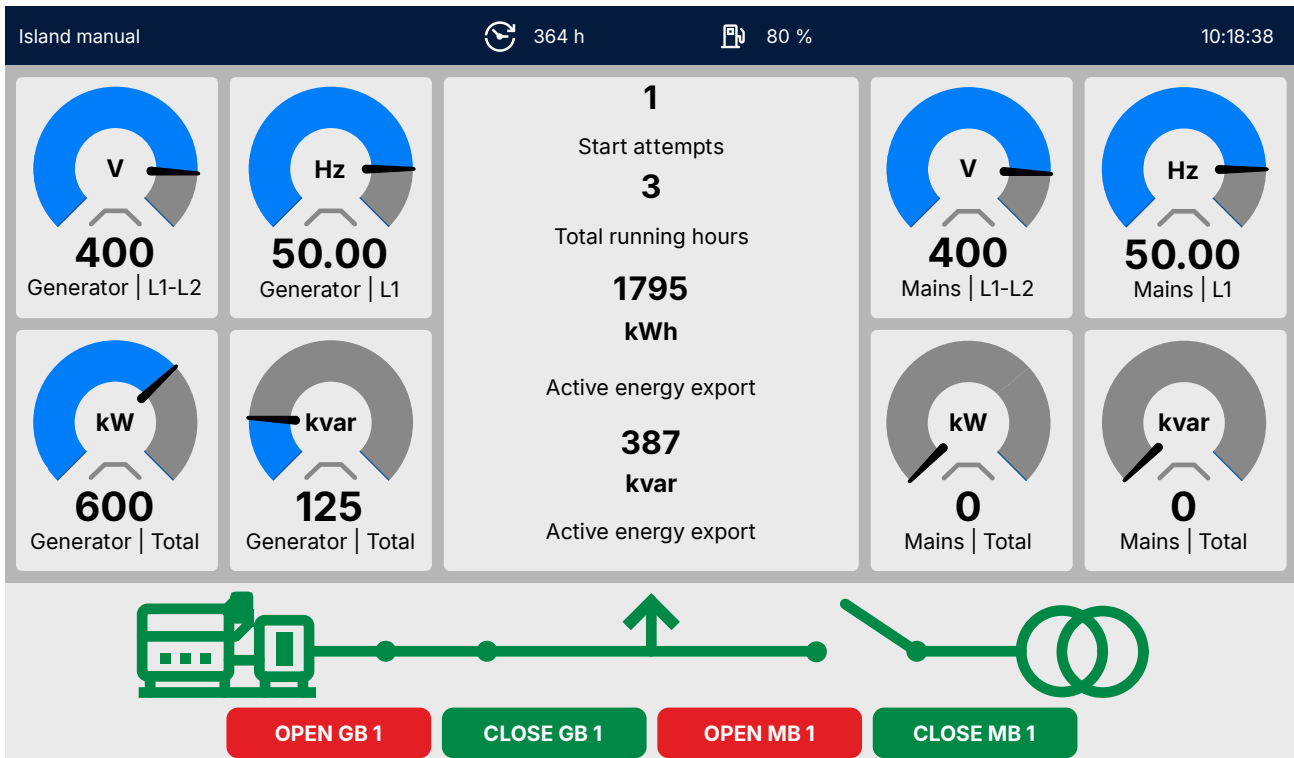 Island manual
364 h
80 %
10:18:38
V
400
Generator | L1-L2
Hz
50.00
Generator | L1
kW
600
Generator | Total
kvar
125
Generator | Total
1
Start attempts
3
Total running hours
1795
kWh
Active energy export
387
kvar
Active energy export
V
400
Mains | L1-L2
Hz
50.00
Mains | L1
kW
0
Mains | Total
kvar
0
Mains | Total
OPEN GB 1
CLOSE GB 1
OPEN MB 1
CLOSE MB 1